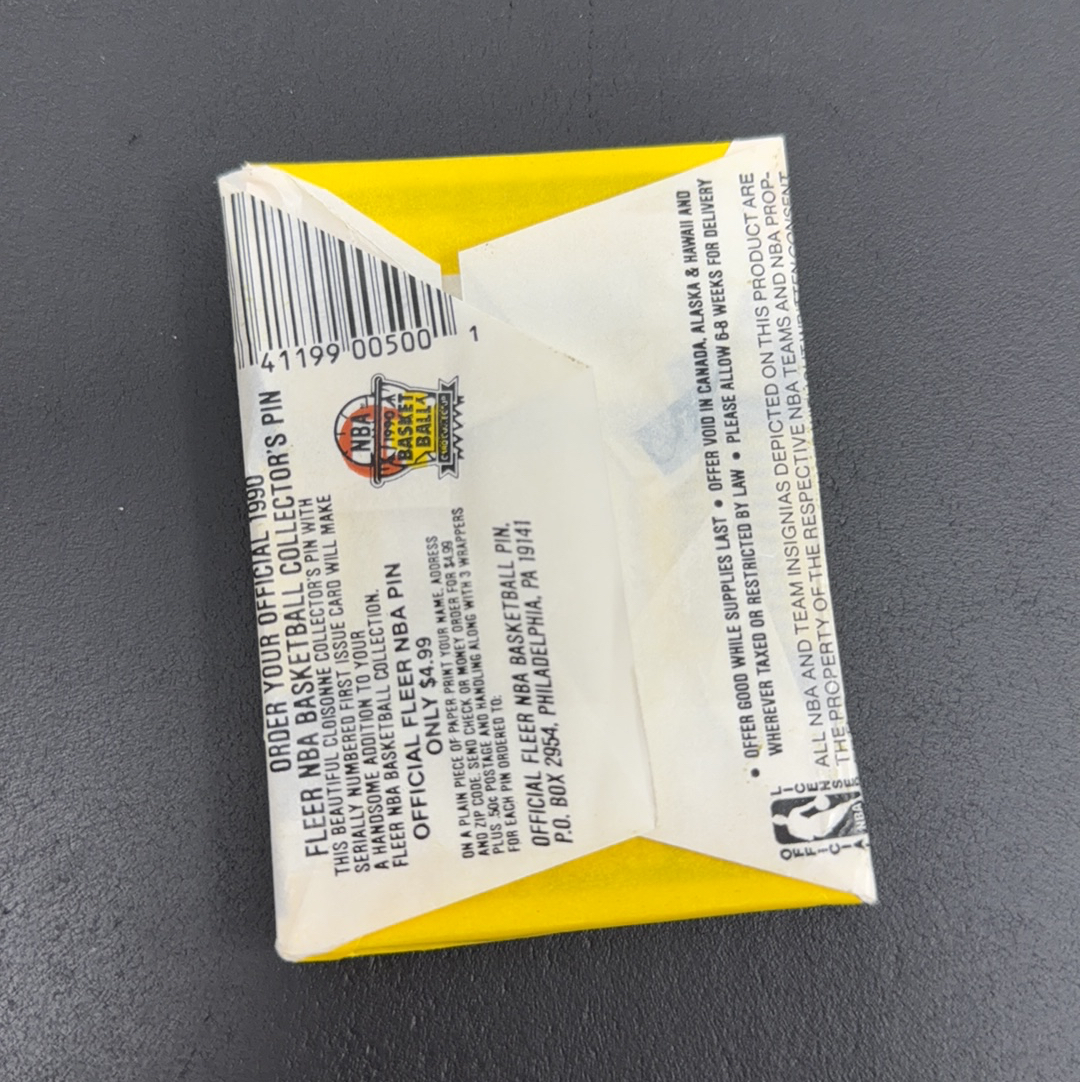 41199 00500 1
ORDER YOUR OFFICIAL 1990
FLEER NBA BASKETBALL COLLECTOR'S PIN
THIS BEAUTIFUL CLOISONNE COLLECTOR'S PIN WITH
SERIALLY NUMBERED FIRST ISSUE CARD WILL MAKE
A HANDSOME ADDITION TO YOUR
FLEER NBA BASKETBALL COLLECTION.
OFFICIAL FLEER NBA PIN
ONLY $4.99
ON A PLAIN PIECE OF PAPER PRINT YOUR NAME, ADDRESS
AND ZIP CODE. SEND CHECK OR MONEY ORDER FOR $4.99
PLUS .50¢ POSTAGE AND HANDLING ALONG WITH 3 WRAPPERS
FOR EACH PIN ORDERED TO:
OFFICIAL FLEER NBA BASKETBALL PIN,
P.O. BOX 2954, PHILADELPHIA, PA 19141
NBA
1990
BASKET
BALL
• OFFER GOOD WHILE SUPPLIES LAST • OFFER VOID IN CANADA, ALASKA & HAWAII AND
WHEREVER TAXED OR RESTRICTED BY LAW • PLEASE ALLOW 6-8 WEEKS FOR DELIVERY
ALL NBA AND TEAM INSIGNIAS DEPICTED ON THIS PRODUCT ARE
THE PROPERTY OF THE RESPECTIVE NBA TEAMS AND NBA PROP-
WRITTEN CONSENT
NBA